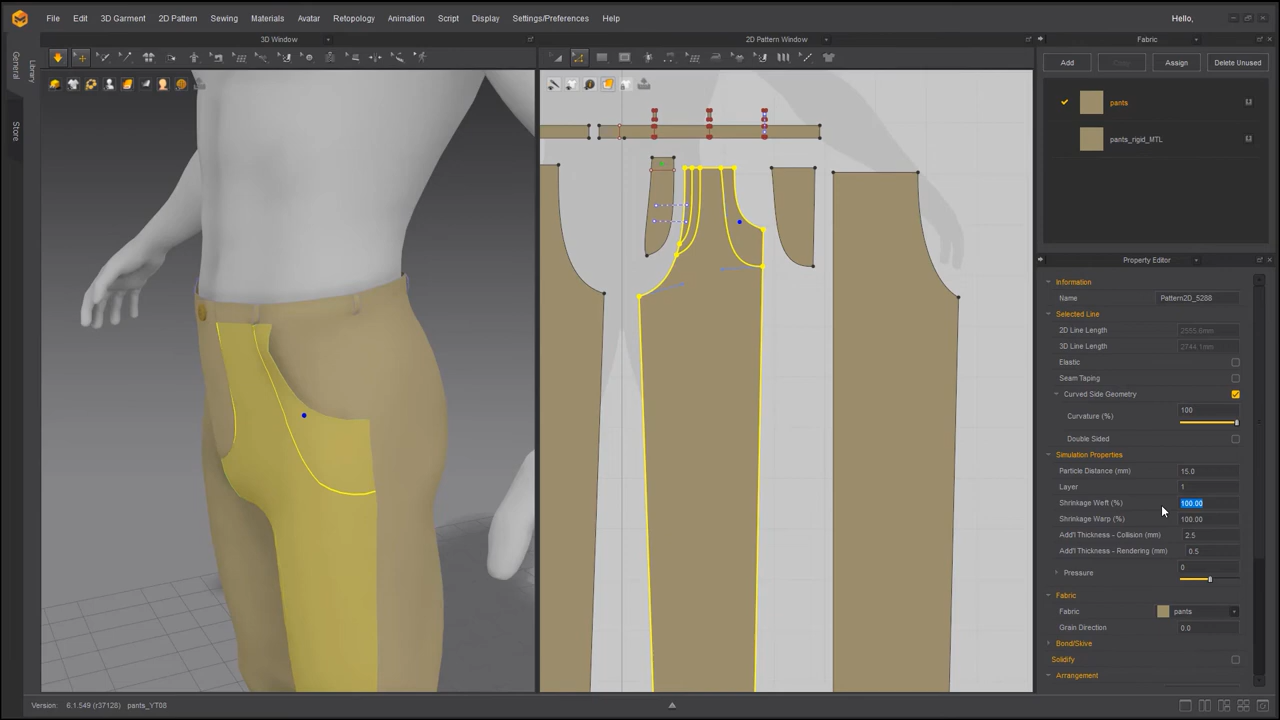 File Edit 3D Garment 2D Pattern Sewing Materials Avatar Retopology Animation Script Display Settings/Preferences Help Hello,
3D Window 2D Pattern Window Fabric
General
Library
Store
Add Assign Delete Unused
pants
pants_rigid_MTL
Property Editor
Information
Name Pattern2D_5288
Selected Line
2D Line Length 2555.6mm
3D Line Length 2744.1mm
Elastic
Seam Taping
Curved Side Geometry
Curvature (%) 100
Double Sided
Simulation Properties
Particle Distance (mm) 15.0
Layer 1
Shrinkage Weft (%) 100.00
Shrinkage Warp (%) 100.00
Add'l Thickness - Collision (mm) 2.5
Add'l Thickness - Rendering (mm) 0.5
Pressure 0
Fabric
Fabric pants
Grain Direction 0.0
Bond/Skive
Solidify
Arrangement
Version: 6.1.549 (r37128) pants_YT08